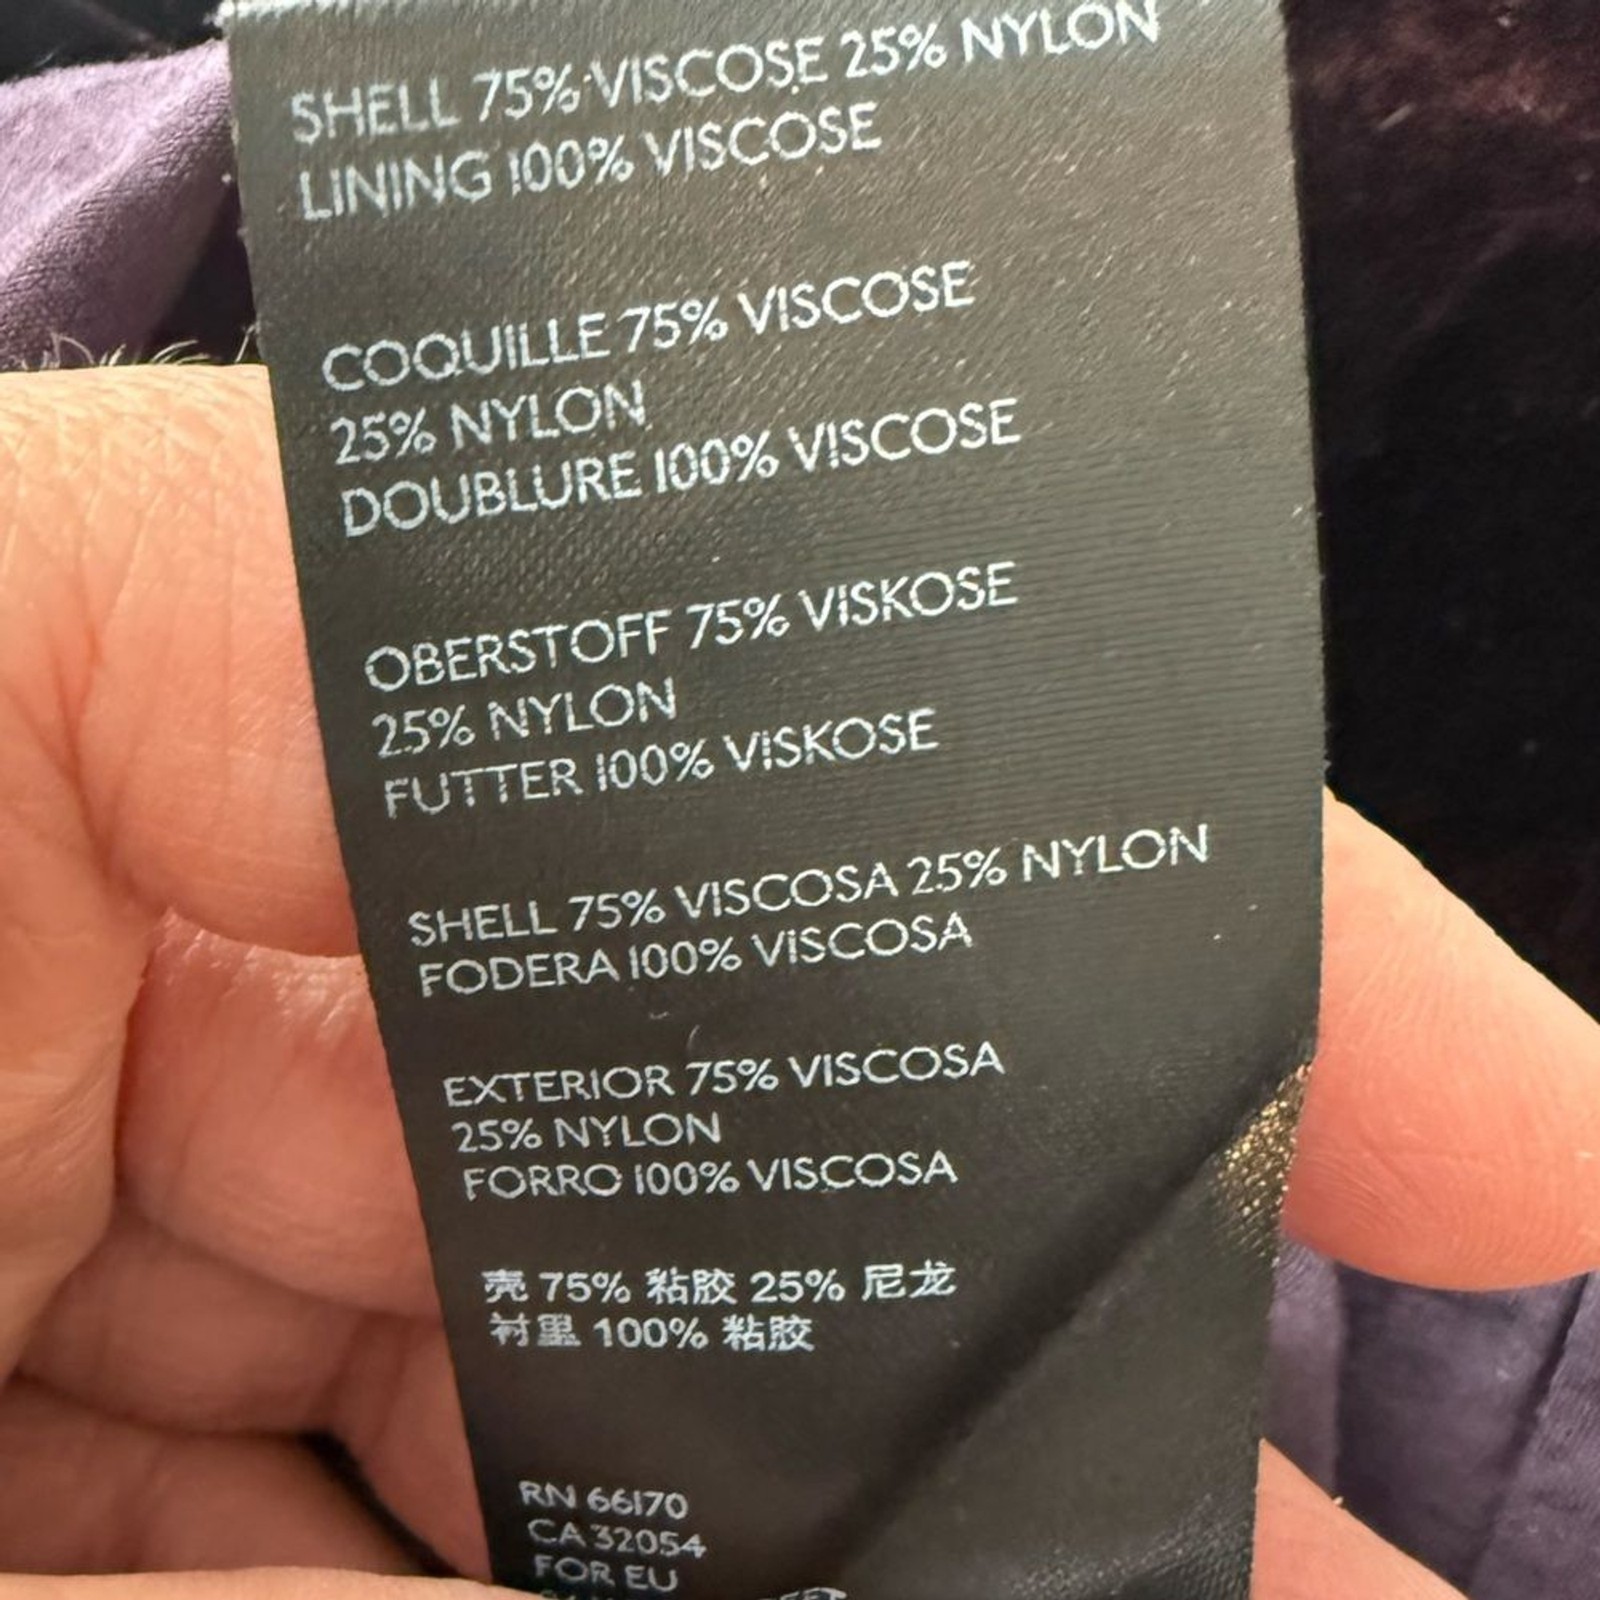 SHELL 75% VISCOSE 25% NYLON
LINING 100% VISCOSE
COQUILLE 75% VISCOSE
25% NYLON
DOUBLURE 100% VISCOSE
OBERSTOFF 75% VISKOSE
25% NYLON
FUTTER 100% VISKOSE
SHELL 75% VISCOSA 25% NYLON
FODERA 100% VISCOSA
EXTERIOR 75% VISCOSA
25% NYLON
FORRO 100% VISCOSA
壳 75% 粘胶 25% 尼龙
衬里 100% 粘胶
RN 66170
CA 32054
FOR EU